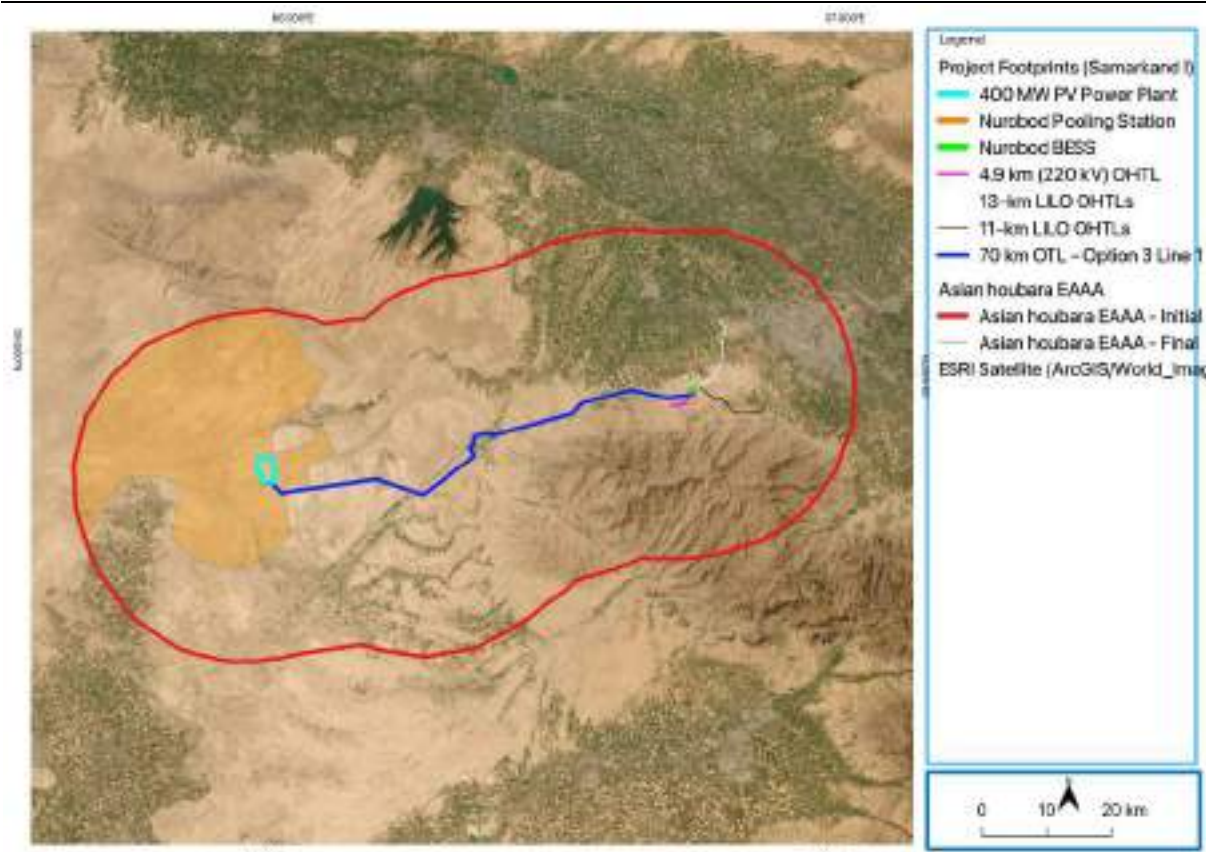 Legend
Project Footprints (Samarkand I)
400 MW PV Power Plant
Nurobod Pooling Station
Nurobod BESS
4.9 km (220 kV) OHTL
13-km LILO OHTLs
11-km LILO OHTLs
70 km OTL - Option 3 Line 1
Asian houbara EAAA
Asian houbara EAAA - Initial
Asian houbara EAAA - Final
ESRI Satellite (ArcGIS/World_Imag
0 10 20 km